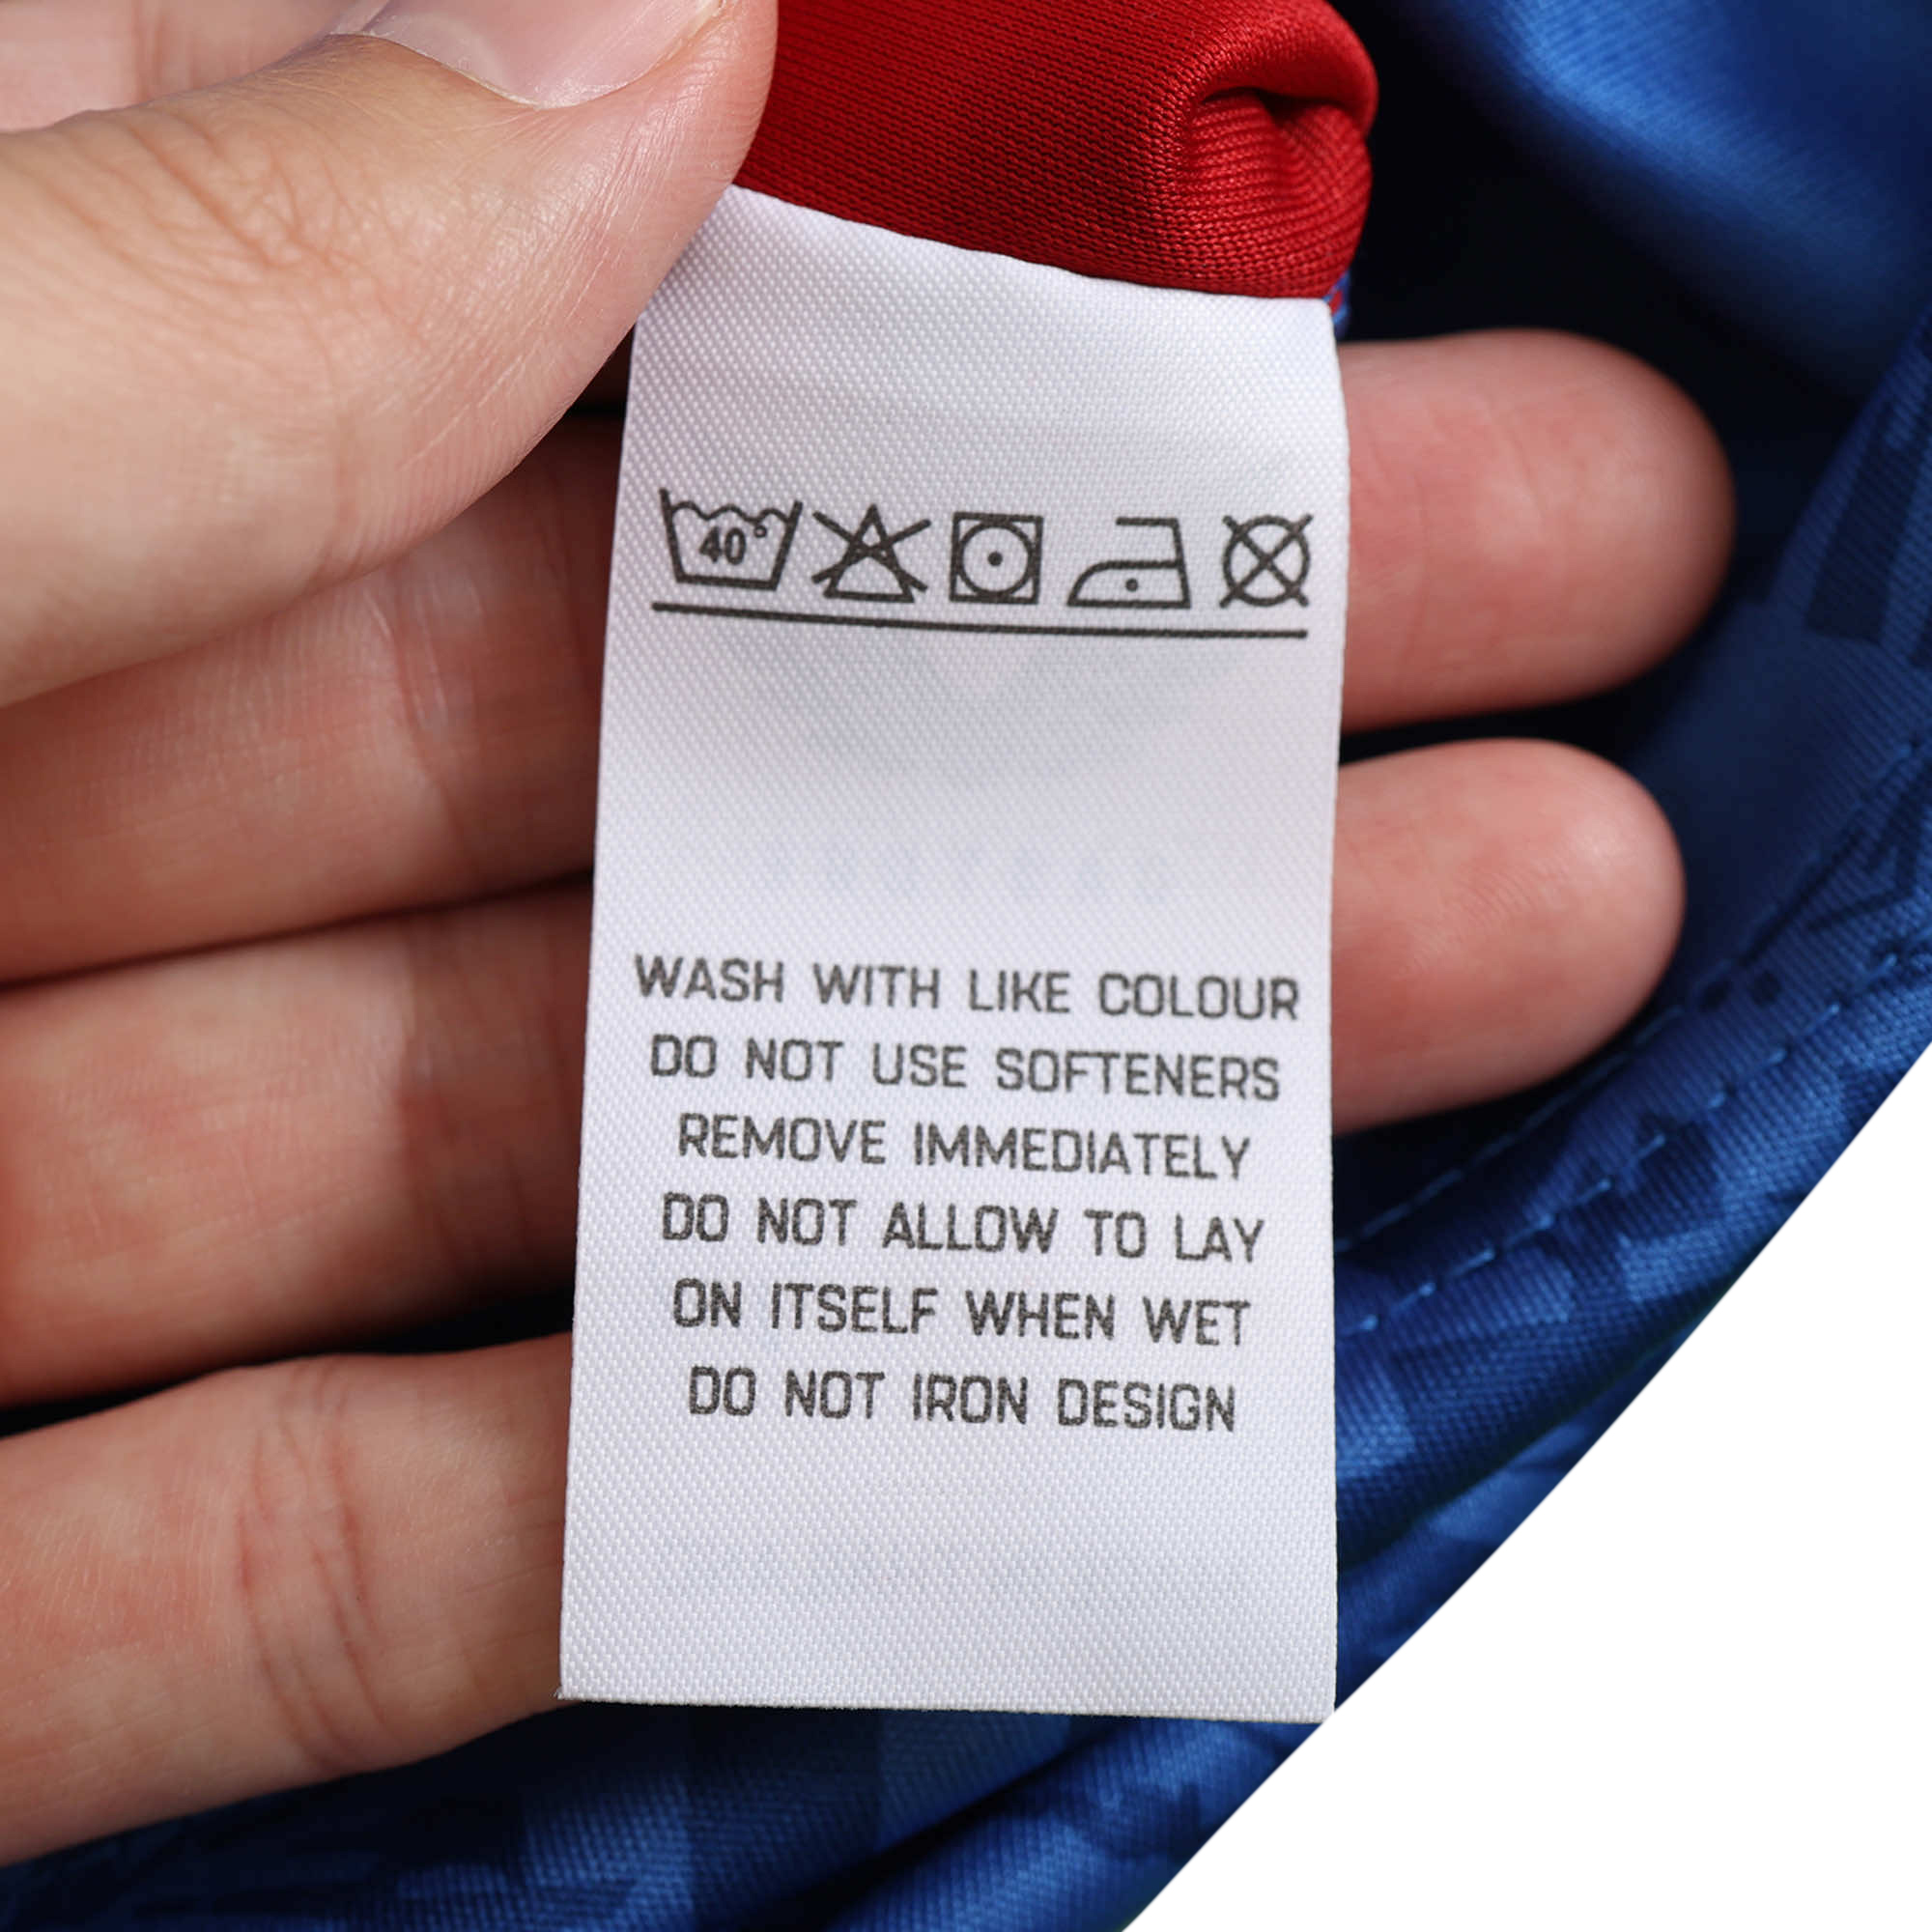 40°
WASH WITH LIKE COLOUR
DO NOT USE SOFTENERS
REMOVE IMMEDIATELY
DO NOT ALLOW TO LAY
ON ITSELF WHEN WET
DO NOT IRON DESIGN